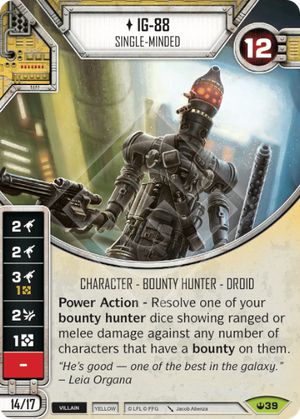 IG-88
SINGLE-MINDED
12
2
2
3
1
2
1
-
14/17
CHARACTER - BOUNTY HUNTER - DROID
Power Action - Resolve one of your
bounty hunter dice showing ranged or
melee damage against any number of
characters that have a bounty on them.
"He's good — one of the best in the galaxy."
– Leia Organa
VILLAIN
YELLOW
© LFL © FFG
Jacob Atienza
39